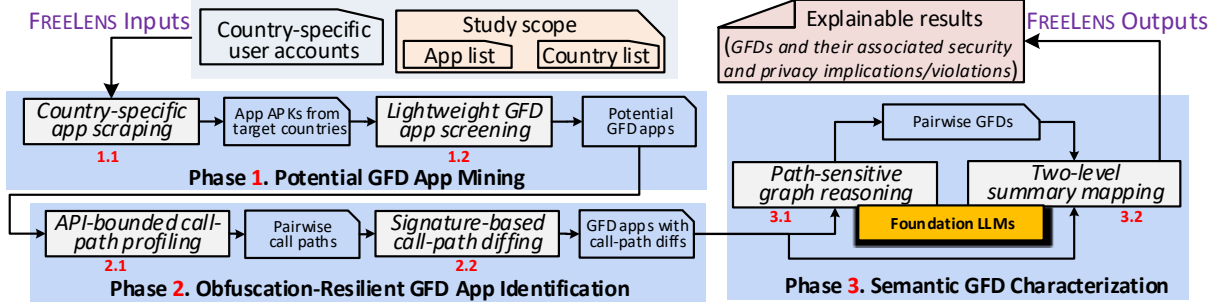 FREELENS Inputs
Country-specific
user accounts
Study scope
App list
Country list
Explainable results
(GFDs and their associated security
and privacy implications/violations)
FREELENS Outputs
Country-specific
app scraping
1.1
App APKs from
target countries
Lightweight GFD
app screening
1.2
Potential
GFD apps
Phase 1. Potential GFD App Mining
API-bounded call-
path profiling
2.1
Pairwise
call paths
Signature-based
call-path diffing
2.2
GFD apps with
call-path diffs
Phase 2. Obfuscation-Resilient GFD App Identification
Pairwise GFDs
Path-sensitive
graph reasoning
3.1
Two-level
summary mapping
3.2
Foundation LLMs
Phase 3. Semantic GFD Characterization